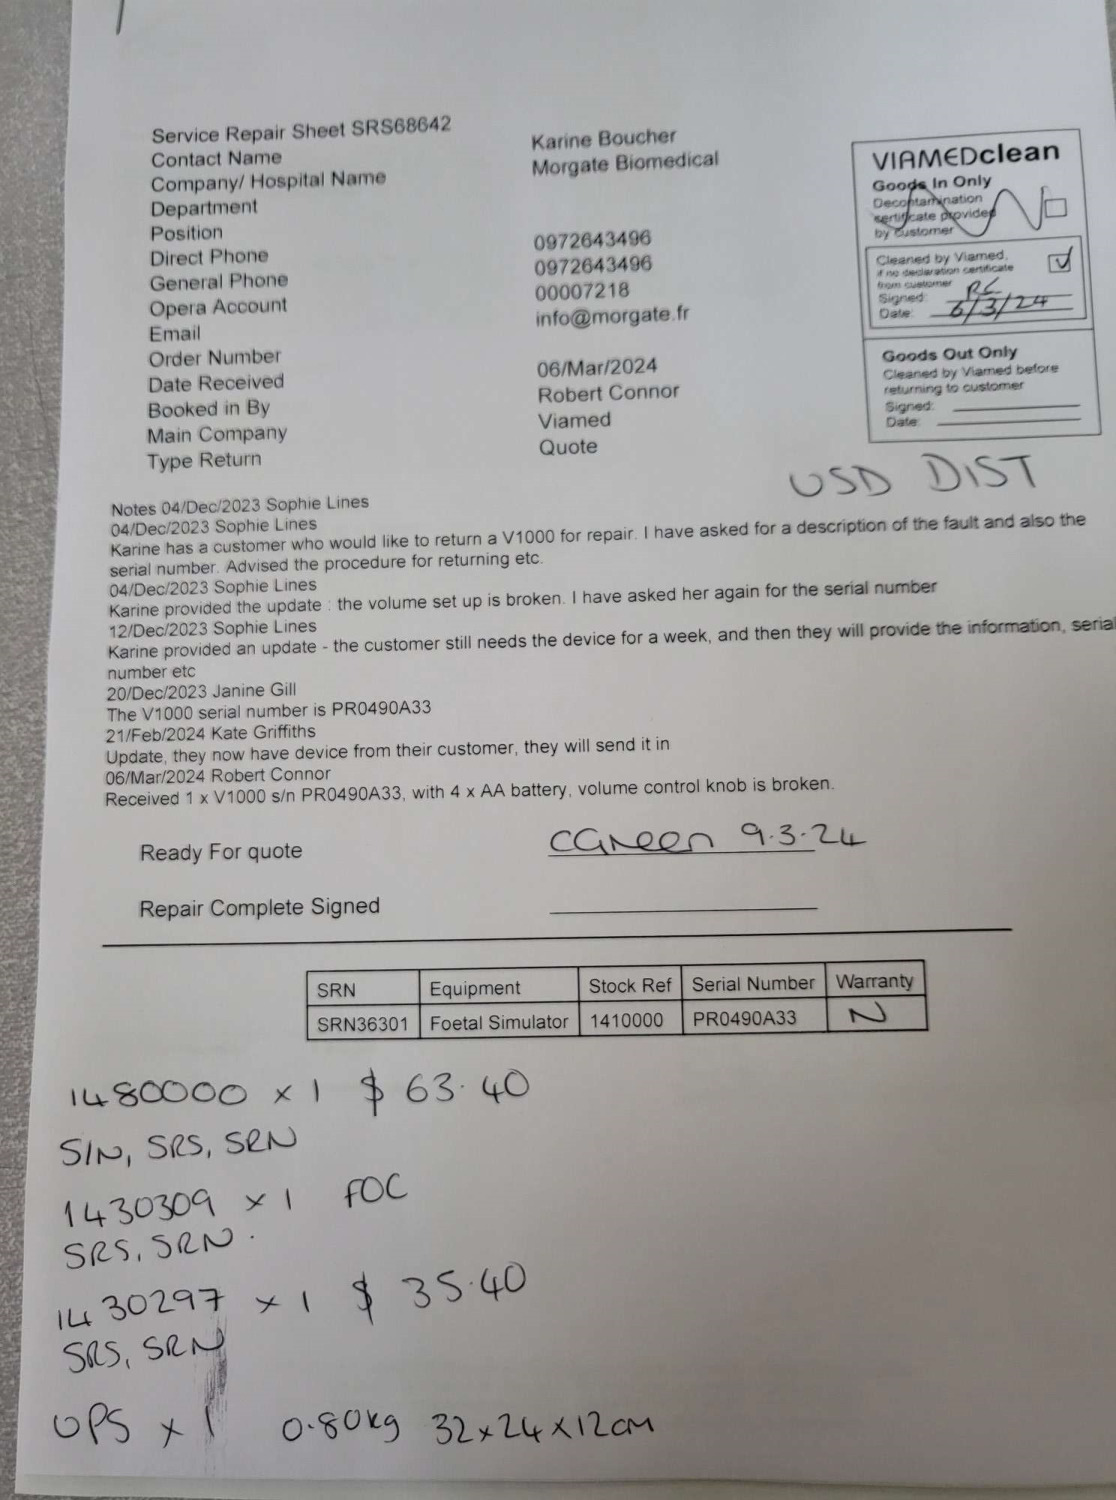 Service Repair Sheet SRS68642
Contact Name Karine Boucher
Company/ Hospital Name Morgate Biomedical
Department
Position
Direct Phone 0972643496
General Phone 0972643496
Opera Account 00007218
Email info@morgate.fr
Order Number
Date Received 06/Mar/2024
Booked in By Robert Connor
Main Company Viamed
Type Return Quote
VIAMEDclean
Goods In Only
Decontamination
certificate provided
by customer
Cleaned by Viamed,
if no declaration certificate
from customer
Signed: RC
Date: 6/3/24
Goods Out Only
Cleaned by Viamed before
returning to customer
Signed:
Date:
USD DIST
Notes 04/Dec/2023 Sophie Lines
04/Dec/2023 Sophie Lines
Karine has a customer who would like to return a V1000 for repair. I have asked for a description of the fault and also the
serial number. Advised the procedure for returning etc.
04/Dec/2023 Sophie Lines
Karine provided the update : the volume set up is broken. I have asked her again for the serial number
12/Dec/2023 Sophie Lines
Karine provided an update - the customer still needs the device for a week, and then they will provide the information, serial
number etc
20/Dec/2023 Janine Gill
The V1000 serial number is PR0490A33
21/Feb/2024 Kate Griffiths
Update, they now have device from their customer, they will send it in
06/Mar/2024 Robert Connor
Received 1 x V1000 s/n PR0490A33, with 4 x AA battery, volume control knob is broken.
Ready For quote CGreen 9.3.24
Repair Complete Signed
SRN Equipment Stock Ref Serial Number Warranty
SRN36301 Foetal Simulator 1410000 PR0490A33 N
1480000 x 1 $ 63.40
S/N, SRS, SRN
1430309 x 1 FOC
SRS, SRN.
1430297 x 1 $ 35.40
SRS, SRN
UPS x 1 0.80kg 32x24x12cm